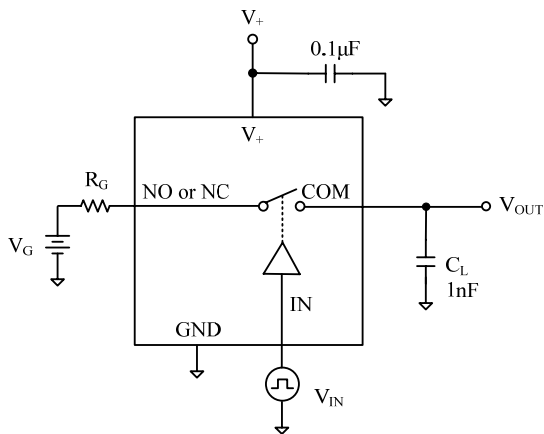 V+
0.1μF
V+
RG
NO or NC
COM
VOUT
VG
CL
1nF
IN
GND
VIN